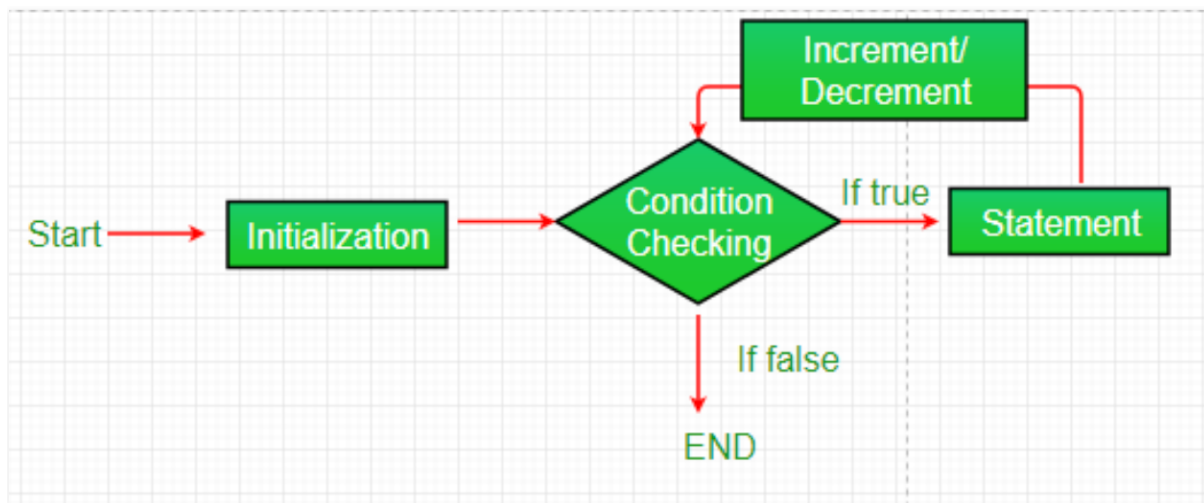 Increment/
Decrement
Start
Initialization
Condition
Checking
If true
Statement
If false
END